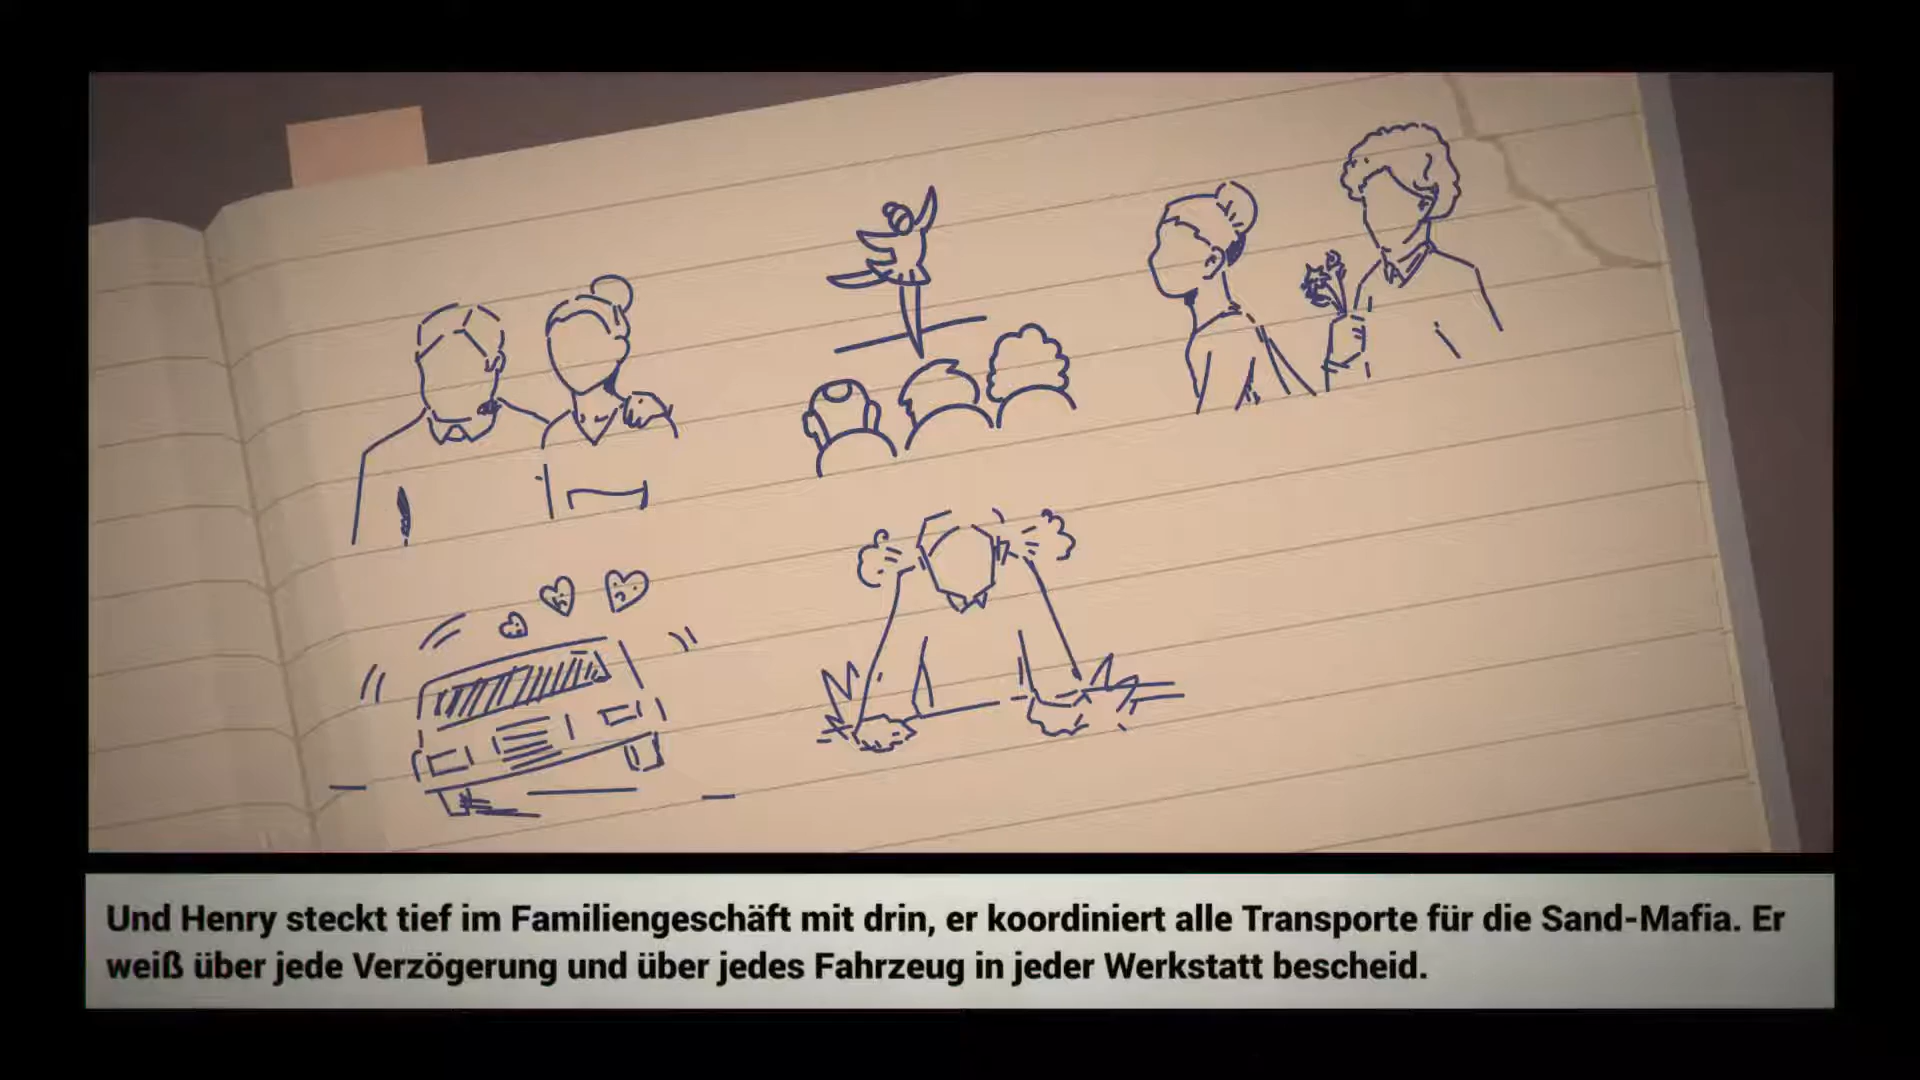 Und Henry steckt tief im Familiengeschäft mit drin, er koordiniert alle Transporte für die Sand-Mafia. Er
weiß über jede Verzögerung und über jedes Fahrzeug in jeder Werkstatt bescheid.